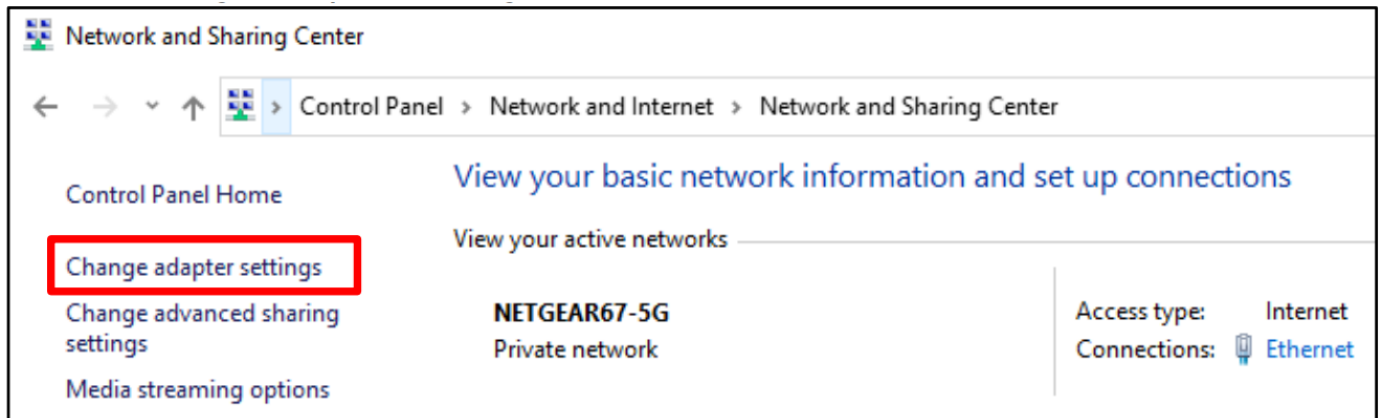 Network and Sharing Center
Control Panel > Network and Internet > Network and Sharing Center
Control Panel Home
Change adapter settings
Change advanced sharing
settings
Media streaming options
View your basic network information and set up connections
View your active networks
NETGEAR67-5G
Private network
Access type: Internet
Connections: Ethernet